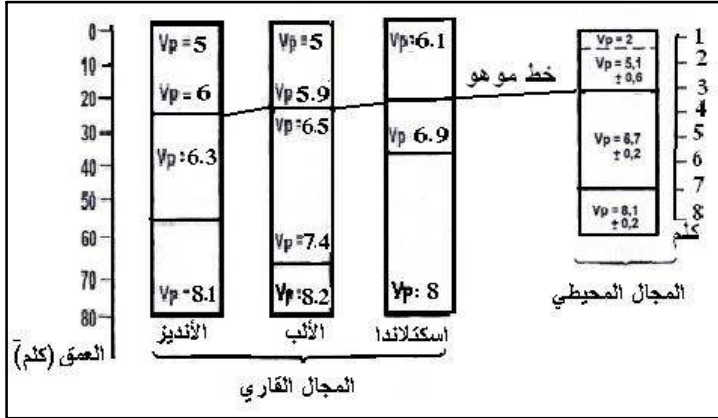 0
10
20
30
40
50
60
70
80
العمق (كلم)
Vp=5
Vp=6
Vp:6.3
Vp=8.1
الأنديز
Vp=5
Vp5.9
Vp=6.5
Vp=7.4
Vp=8.2
الألب
Vp:6.1
Vp 6.9
Vp: 8
اسكتلاندا
المجال القاري
خط موهو
Vp=2
Vp=5,1
± 0,6
Vp=6,7
± 0,2
Vp=8,1
± 0,2
المجال المحيطي
1
2
3
4
5
6
7
8
كلم